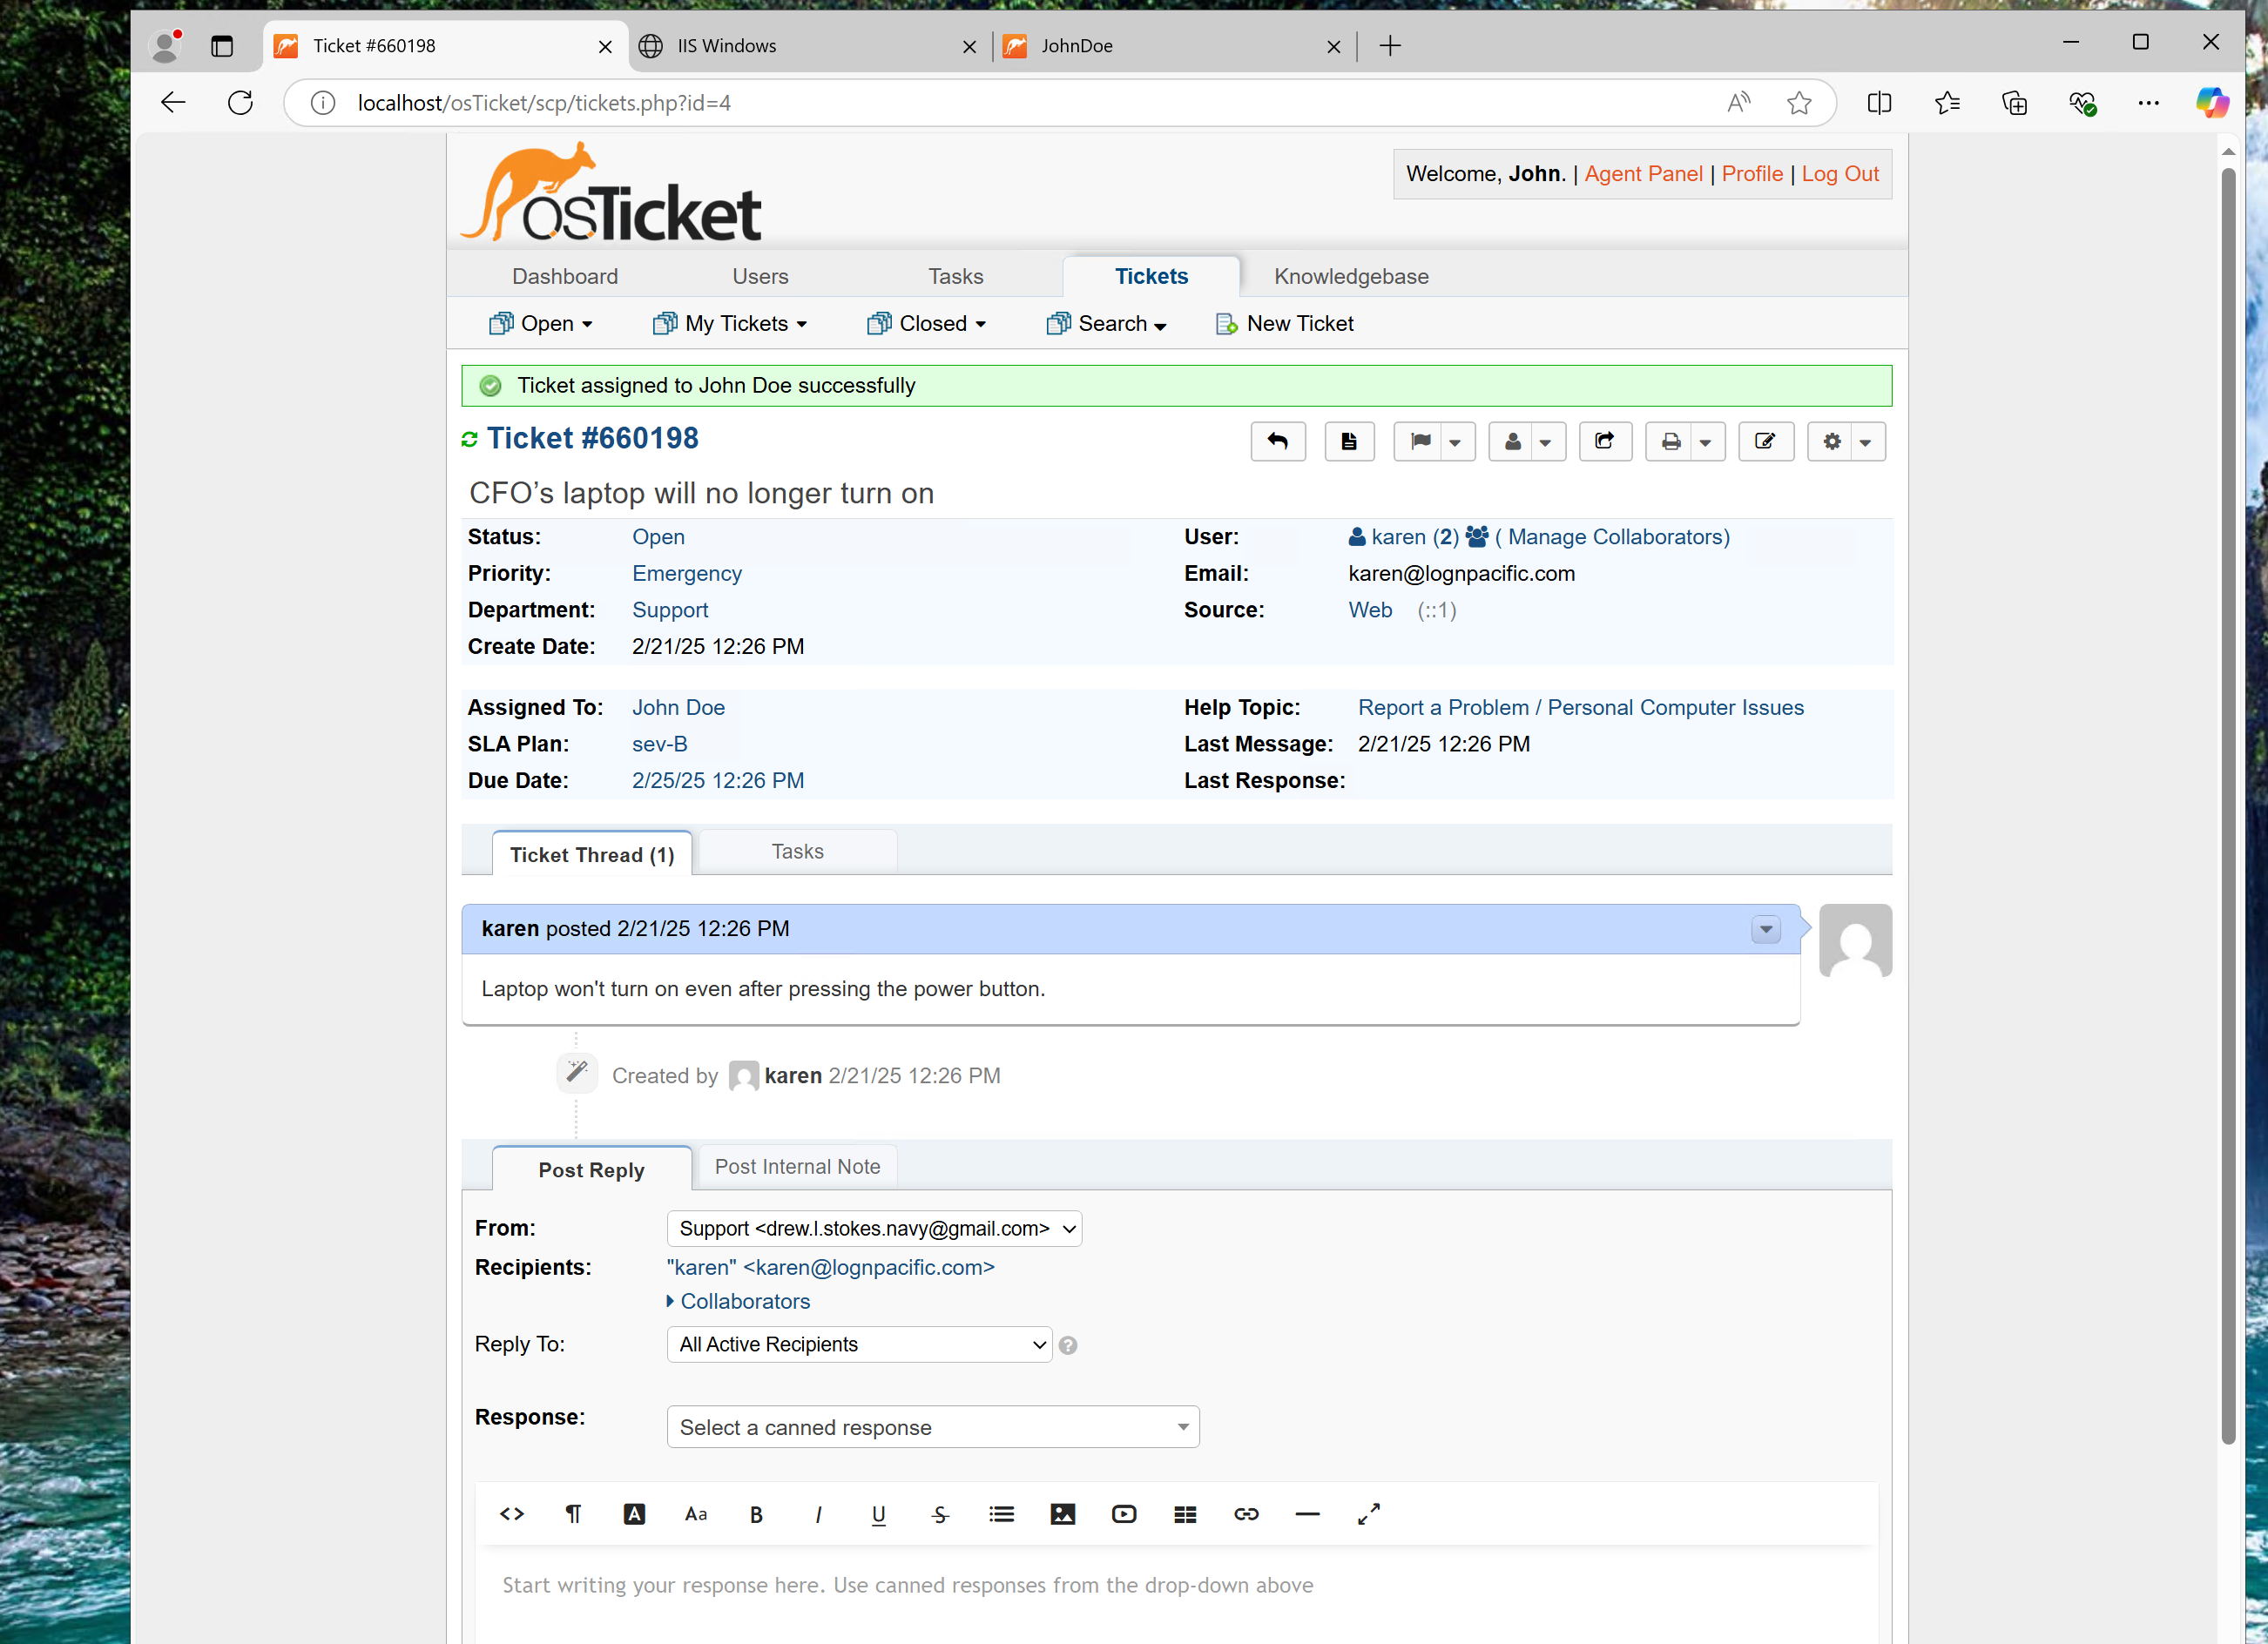 Ticket #660198
IIS Windows
JohnDoe
localhost/osTicket/scp/tickets.php?id=4
osTicket
Welcome, John. | Agent Panel | Profile | Log Out
Dashboard Users Tasks Tickets Knowledgebase
Open My Tickets Closed Search New Ticket
Ticket assigned to John Doe successfully
Ticket #660198
CFO’s laptop will no longer turn on
Status: Open User: karen (2) ( Manage Collaborators)
Priority: Emergency Email: karen@lognpacific.com
Department: Support Source: Web (::1)
Create Date: 2/21/25 12:26 PM
Assigned To: John Doe Help Topic: Report a Problem / Personal Computer Issues
SLA Plan: sev-B Last Message: 2/21/25 12:26 PM
Due Date: 2/25/25 12:26 PM Last Response:
Ticket Thread (1) Tasks
karen posted 2/21/25 12:26 PM
Laptop won't turn on even after pressing the power button.
Created by karen 2/21/25 12:26 PM
Post Reply Post Internal Note
From: Support <drew.l.stokes.navy@gmail.com>
Recipients: "karen" <karen@lognpacific.com>
Collaborators
Reply To: All Active Recipients
Response: Select a canned response
Aa B I U S
Start writing your response here. Use canned responses from the drop-down above